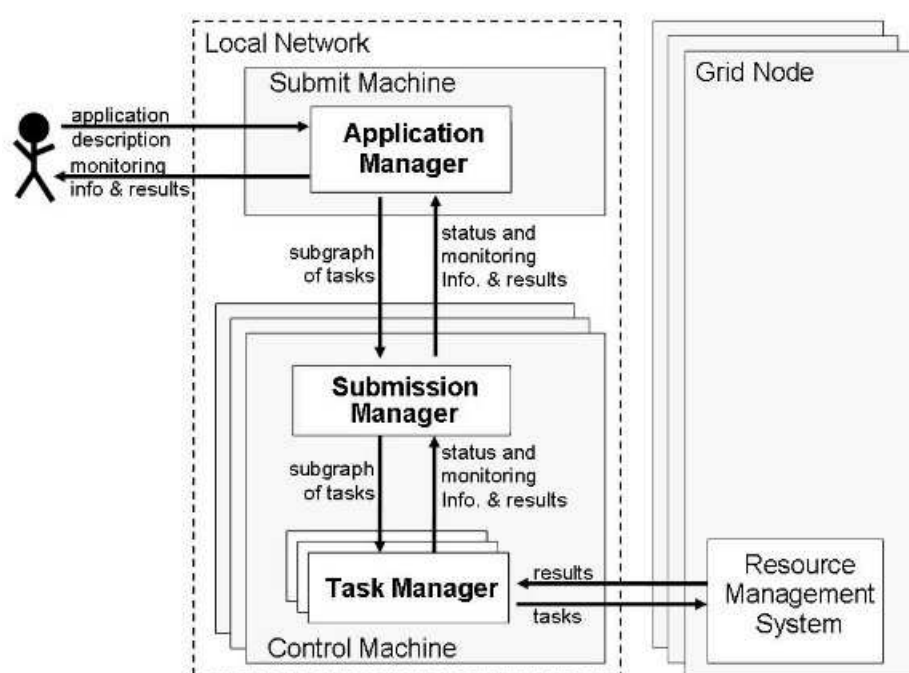 Local Network
Submit Machine
Grid Node
application
description
monitoring
info & results
Application
Manager
subgraph
of tasks
status and
monitoring
Info. & results
Submission
Manager
subgraph
of tasks
status and
monitoring
Info. & results
Task Manager
results
tasks
Resource
Management
System
Control Machine